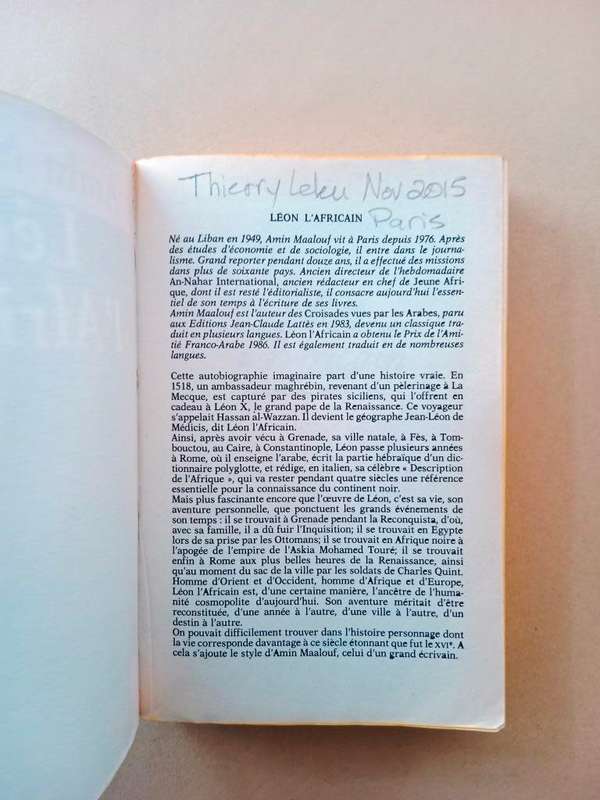 Thierry Leku Nov 2015
Paris
LÉON L'AFRICAIN
Né au Liban en 1949, Amin Maalouf vit à Paris depuis 1976. Après
des études d'économie et de sociologie, il entre dans le journa-
lisme. Grand reporter pendant douze ans, il a effectué des missions
dans plus de soixante pays. Ancien directeur de l'hebdomadaire
An-Nahar International, ancien rédacteur en chef de Jeune Afri-
que, dont il est resté l'éditorialiste, il consacre aujourd'hui l'essen-
tiel de son temps à l'écriture de ses livres.
Amin Maalouf est l'auteur des Croisades vues par les Arabes, paru
aux Editions Jean-Claude Lattès en 1983, devenu un classique tra-
duit en plusieurs langues. Léon l'Africain a obtenu le Prix de l'Ami-
tié Franco-Arabe 1986. Il est également traduit en de nombreuses
langues.
Cette autobiographie imaginaire part d'une histoire vraie. En
1518, un ambassadeur maghrébin, revenant d'un pèlerinage à La
Mecque, est capturé par des pirates siciliens, qui l'offrent en
cadeau à Léon X, le grand pape de la Renaissance. Ce voyageur
s'appelait Hassan al-Wazzan. Il devient le géographe Jean-Léon de
Médicis, dit Léon l'Africain.
Ainsi, après avoir vécu à Grenade, sa ville natale, à Fès, à Tom-
bouctou, au Caire, à Constantinople, Léon passe plusieurs années
à Rome, où il enseigne l'arabe, écrit la partie hébraïque d'un dic-
tionnaire polyglotte, et rédige, en italien, sa célèbre « Description
de l'Afrique », qui va rester pendant quatre siècles une référence
essentielle pour la connaissance du continent noir.
Mais plus fascinante encore que l'œuvre de Léon, c'est sa vie, son
aventure personnelle, que ponctuent les grands événements de
son temps : il se trouvait à Grenade pendant la Reconquista, d'où,
avec sa famille, il a dû fuir l'Inquisition; il se trouvait en Egypte
lors de sa prise par les Ottomans; il se trouvait en Afrique noire à
l'apogée de l'empire de l'Askia Mohamed Touré; il se trouvait
enfin à Rome aux plus belles heures de la Renaissance, ainsi
qu'au moment du sac de la ville par les soldats de Charles Quint.
Homme d'Orient et d'Occident, homme d'Afrique et d'Europe,
Léon l'Africain est, d'une certaine manière, l'ancêtre de l'huma-
nité cosmopolite d'aujourd'hui. Son aventure méritait d'être
reconstituée, d'une année à l'autre, d'une ville à l'autre, d'un
destin à l'autre.
On pouvait difficilement trouver dans l'histoire personnage dont
la vie corresponde davantage à ce siècle étonnant que fut le XVIe. A
cela s'ajoute le style d'Amin Maalouf, celui d'un grand écrivain.